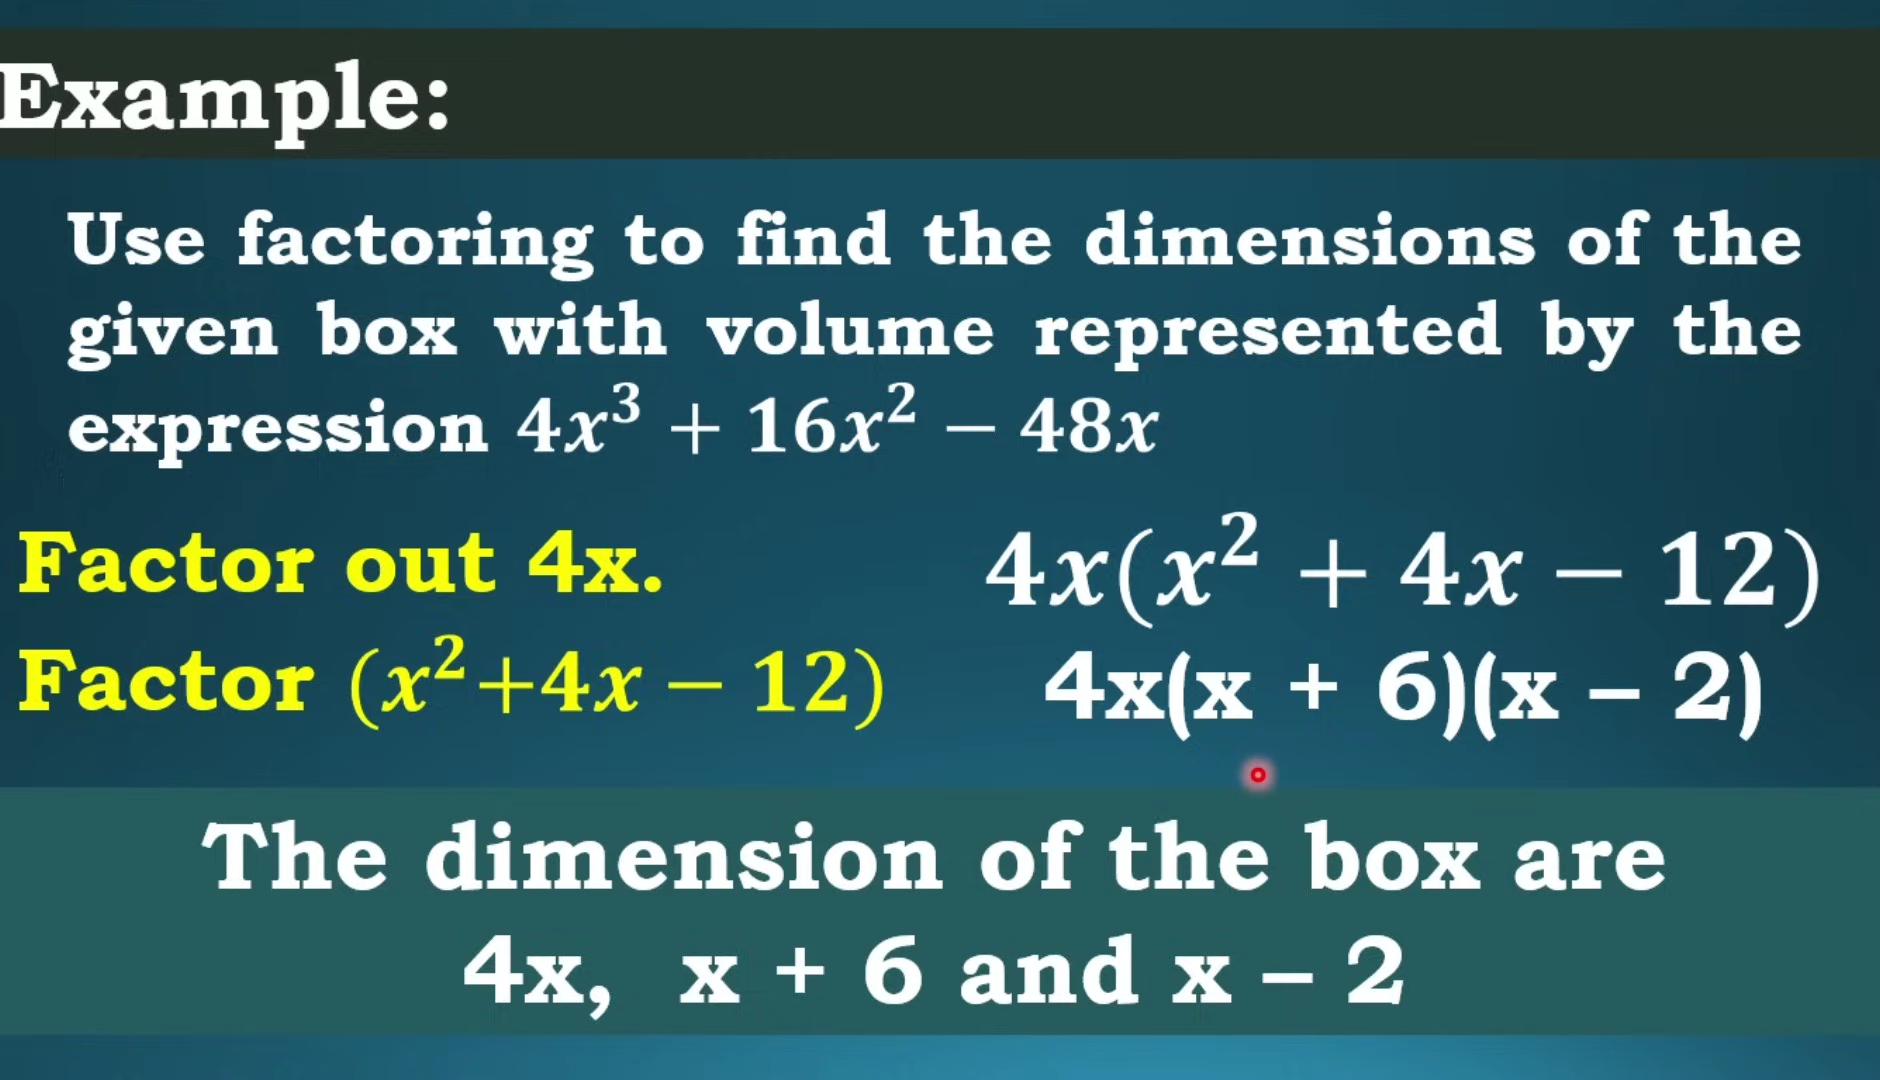 Example:
Use factoring to find the dimensions of the
given box with volume represented by the
expression 4x³ + 16x² − 48x
Factor out 4x.
4x(x² + 4x − 12)
Factor (x²+4x − 12)
4x(x + 6)(x – 2)
The dimension of the box are
4x, x + 6 and x – 2